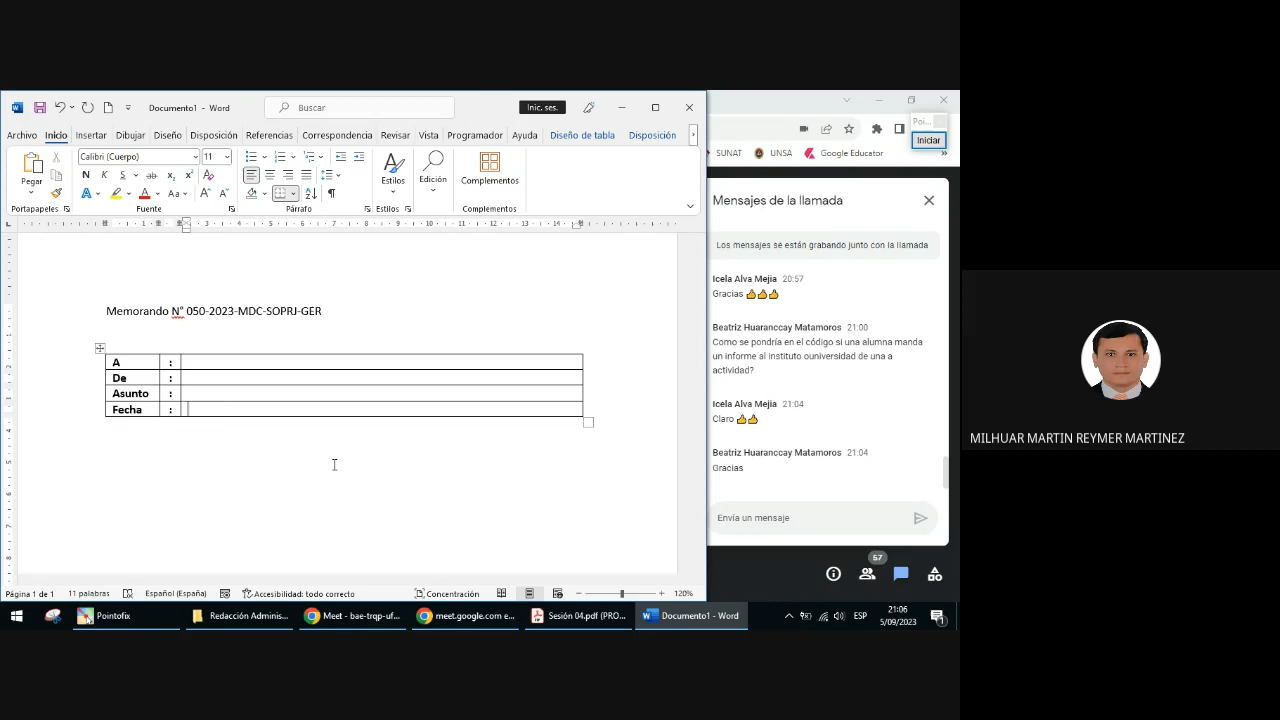 Documento1 - Word
Buscar
Inic. ses.
Archivo Inicio Insertar Dibujar Diseño Disposición Referencias Correspondencia Revisar Vista Programador Ayuda Diseño de tabla Disposición
Calibri (Cuerpo) 11
Pegar
N K S ab x₂ x²
Estilos
Edición
Complementos
Portapapeles Fuente Párrafo Estilos Complementos
Memorando N° 050-2023-MDC-SOPRJ-GER
A :
De :
Asunto :
Fecha :
Página 1 de 1 11 palabras Español (España) Accesibilidad: todo correcto Concentración 120%
Poi...
Iniciar
SUNAT UNSA Google Educator
Mensajes de la llamada
Los mensajes se están grabando junto con la llamada
Icela Alva Mejia 20:57
Gracias 👍👍👍
Beatriz Huaranccay Matamoros 21:00
Como se pondría en el código si una alumna manda
un informe al instituto ouniversidad de una a
actividad?
Icela Alva Mejia 21:04
Claro 👍👍
Beatriz Huaranccay Matamoros 21:04
Gracias
Envía un mensaje
57
MILHUAR MARTIN REYMER MARTINEZ
Pointofix
Redacción Adminis...
Meet - bae-trqp-uf...
meet.google.com e...
Sesión 04.pdf (PRO...
Documento1 - Word
ESP
21:06
5/09/2023
1